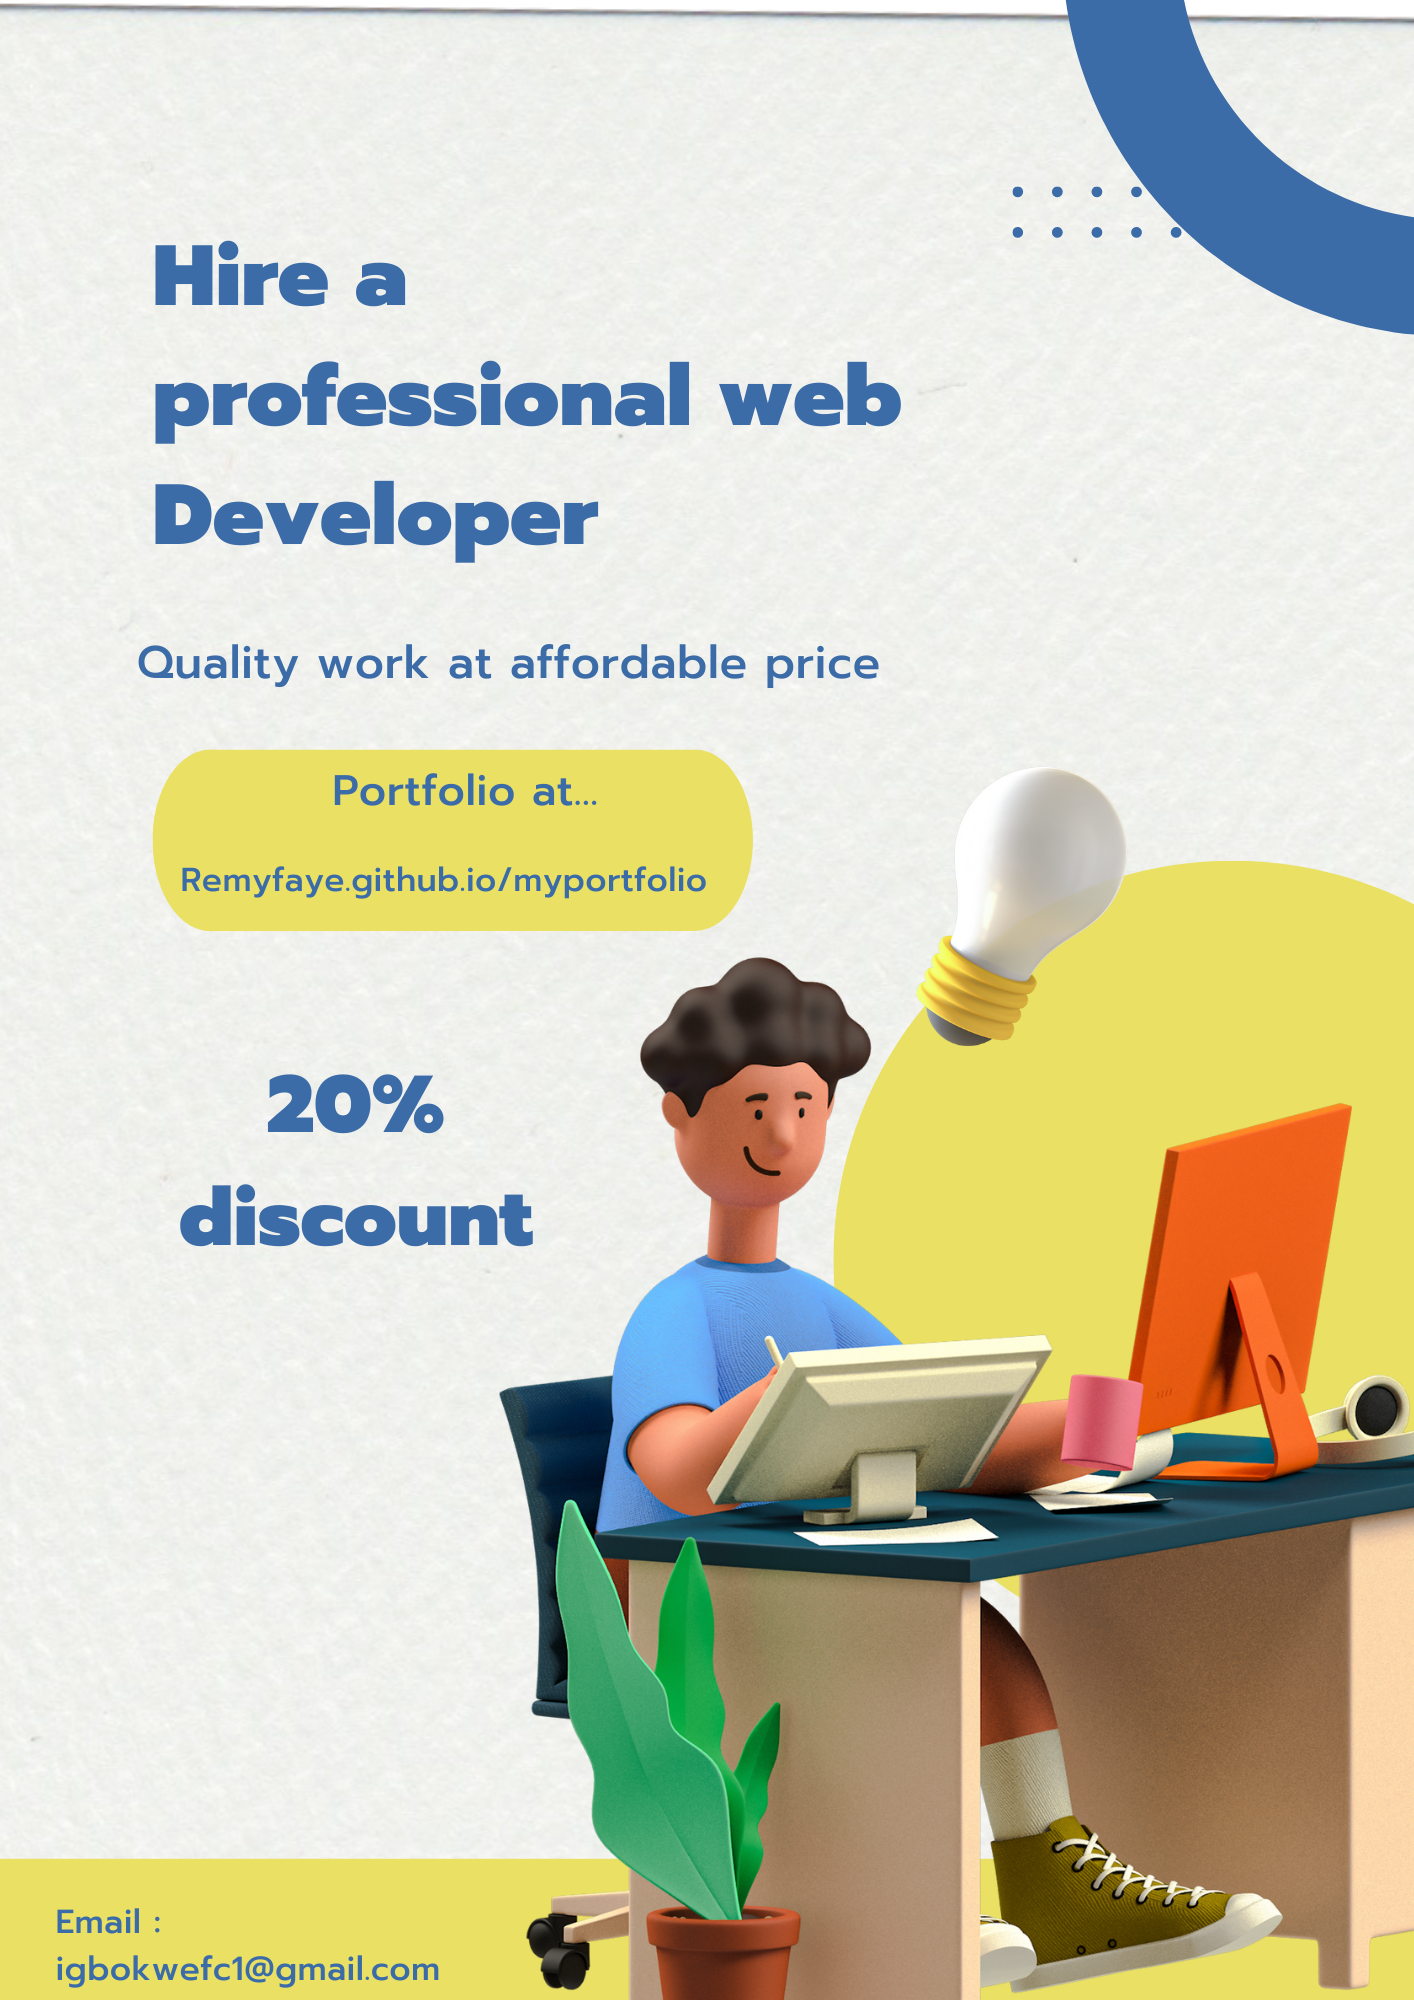 Hire a
professional web
Developer
Quality work at affordable price
Portfolio at...
Remyfaye.github.io/myportfolio
20%
discount
Email :
igbokwefc1@gmail.com